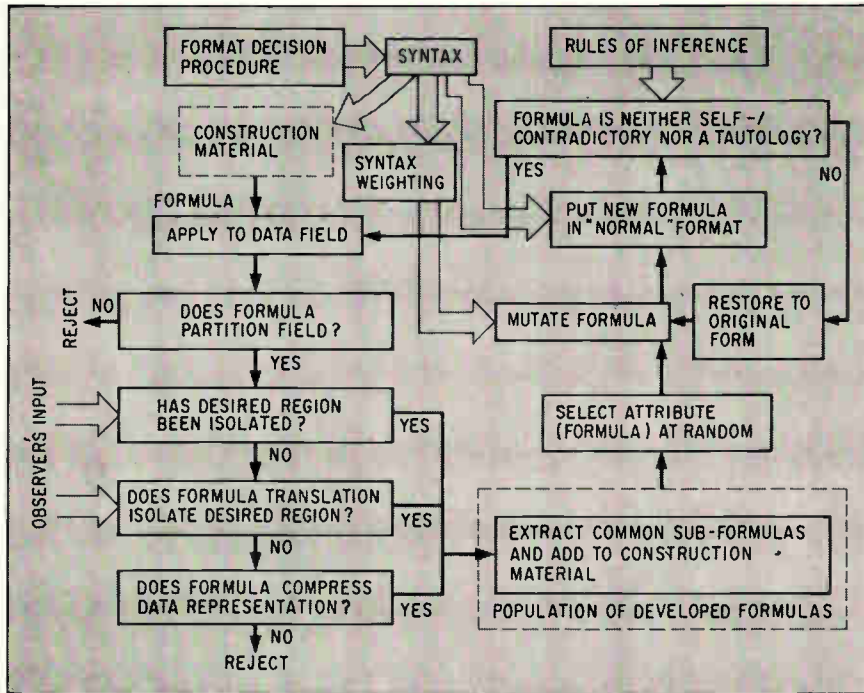 FORMAT DECISION
PROCEDURE
SYNTAX
RULES OF INFERENCE
CONSTRUCTION
MATERIAL
SYNTAX
WEIGHTING
FORMULA IS NEITHER SELF-/
CONTRADICTORY NOR A TAUTOLOGY?
YES
NO
FORMULA
APPLY TO DATA FIELD
PUT NEW FORMULA
IN "NORMAL" FORMAT
NO
REJECT
DOES FORMULA
PARTITION FIELD?
MUTATE FORMULA
RESTORE TO
ORIGINAL
FORM
YES
OBSERVER'S INPUT
HAS DESIRED REGION
BEEN ISOLATED?
YES
SELECT ATTRIBUTE
(FORMULA) AT RANDOM
NO
DOES FORMULA TRANSLATION
ISOLATE DESIRED REGION?
YES
NO
EXTRACT COMMON SUB-FORMULAS
AND ADD TO CONSTRUCTION
MATERIAL
DOES FORMULA COMPRESS
DATA REPRESENTATION?
YES
POPULATION OF DEVELOPED FORMULAS
NO
REJECT